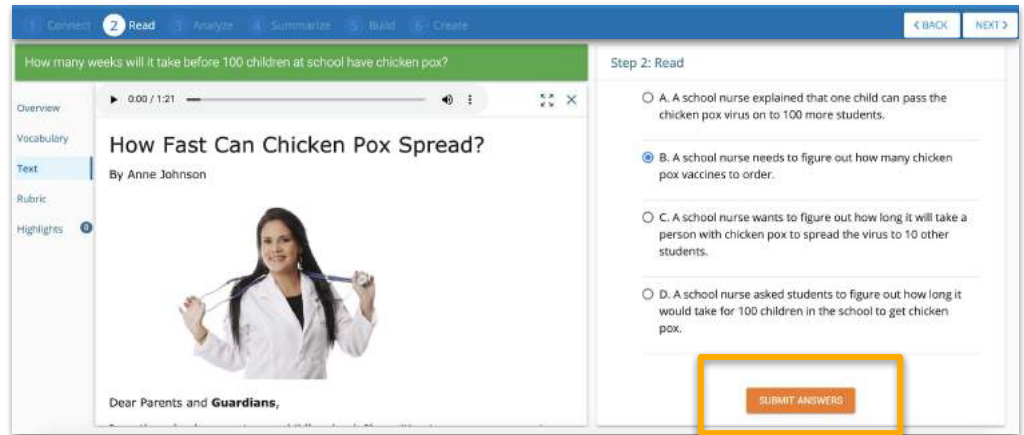 1 Connect 2 Read 3 Analyze 4 Summarize 5 Build 6 Create < BACK NEXT >
How many weeks will it take before 100 children at school have chicken pox?
Overview
Vocabulary
Text
Rubric
Highlights 0
0:00 / 1:21
How Fast Can Chicken Pox Spread?
By Anne Johnson
Dear Parents and Guardians,
Step 2: Read
A. A school nurse explained that one child can pass the
chicken pox virus on to 100 more students.
B. A school nurse needs to figure out how many chicken
pox vaccines to order.
C. A school nurse wants to figure out how long it will take a
person with chicken pox to spread the virus to 10 other
students.
D. A school nurse asked students to figure out how long it
would take for 100 children in the school to get chicken
pox.
SUBMIT ANSWERS